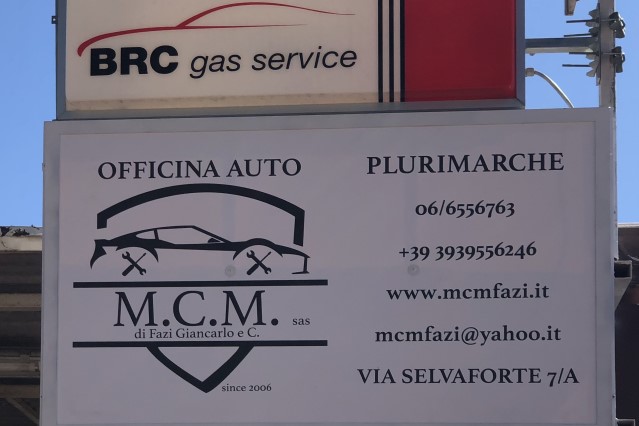 BRC gas service
OFFICINA AUTO
M.C.M. sas
di Fazi Giancarlo e C.
since 2006
PLURIMARCHE
06/6556763
+39 3939556246
www.mcmfazi.it
mcmfazi@yahoo.it
VIA SELVAFORTE 7/A